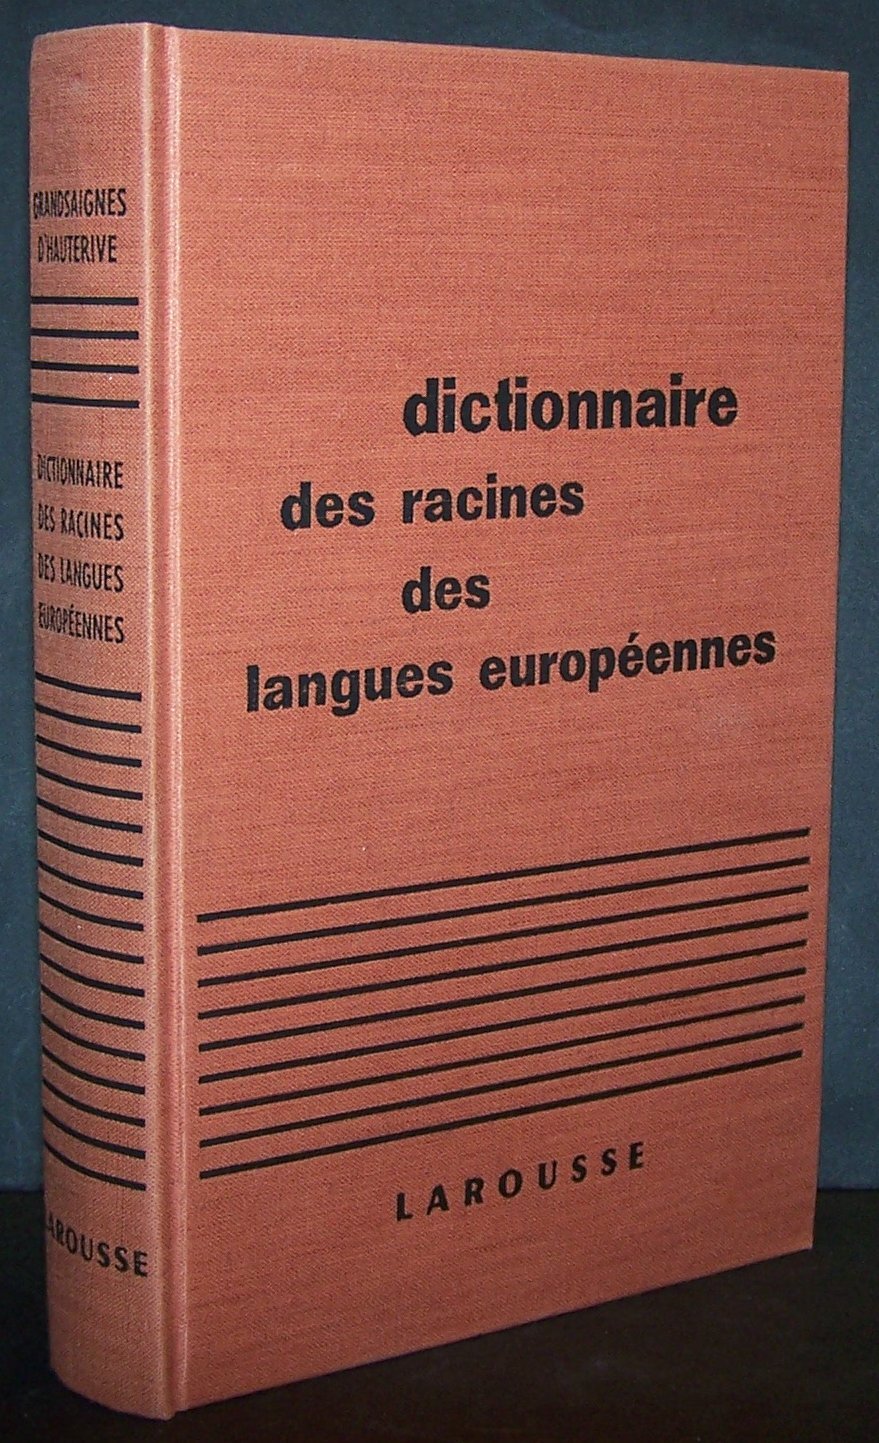 GRANDSAIGNES
D'HAUTERIVE
DICTIONNAIRE
DES RACINES
DES LANGUES
EUROPÉENNES
LAROUSSE
dictionnaire
des racines
des
langues européennes
LAROUSSE